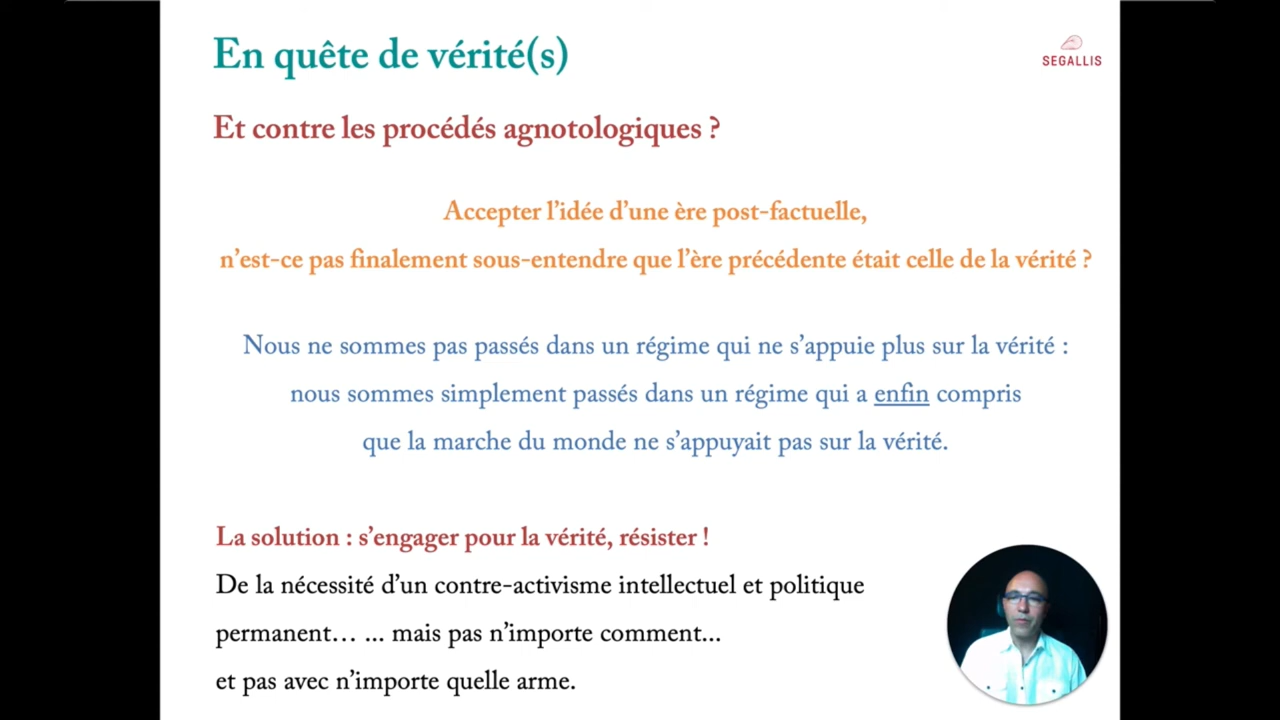 En quête de vérité(s)
SEGALLIS
Et contre les procédés agnotologiques ?
Accepter l’idée d’une ère post-factuelle,
n’est-ce pas finalement sous-entendre que l’ère précédente était celle de la vérité ?
Nous ne sommes pas passés dans un régime qui ne s’appuie plus sur la vérité :
nous sommes simplement passés dans un régime qui a enfin compris
que la marche du monde ne s’appuyait pas sur la vérité.
La solution : s’engager pour la vérité, résister !
De la nécessité d’un contre-activisme intellectuel et politique
permanent… ... mais pas n’importe comment...
et pas avec n’importe quelle arme.